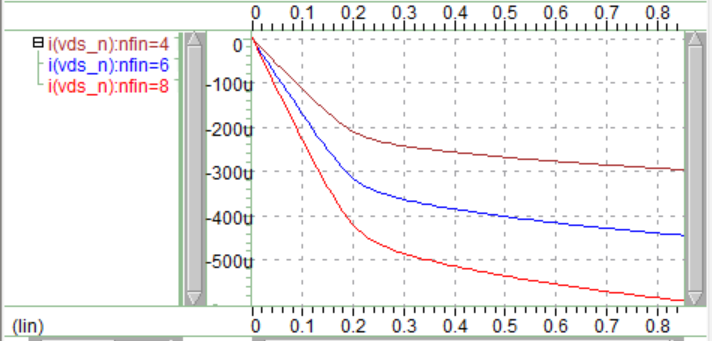 0 0.1 0.2 0.3 0.4 0.5 0.6 0.7 0.8
i(vds_n):nfin=4
i(vds_n):nfin=6
i(vds_n):nfin=8
0
-100u
-200u
-300u
-400u
-500u
0 0.1 0.2 0.3 0.4 0.5 0.6 0.7 0.8
(lin)